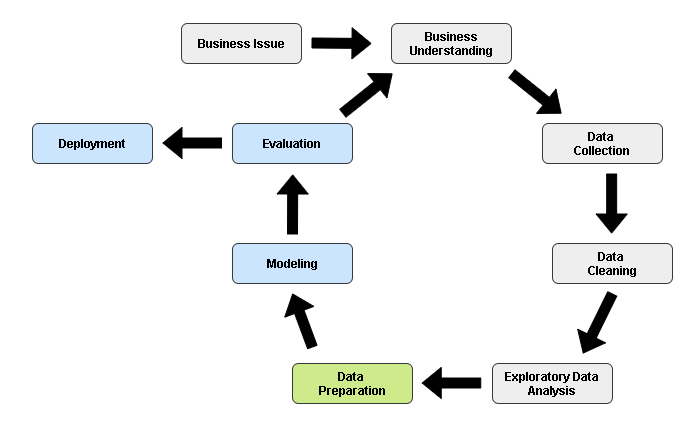 Business Issue
Business
Understanding
Deployment
Evaluation
Data
Collection
Modeling
Data
Cleaning
Data
Preparation
Exploratory Data
Analysis